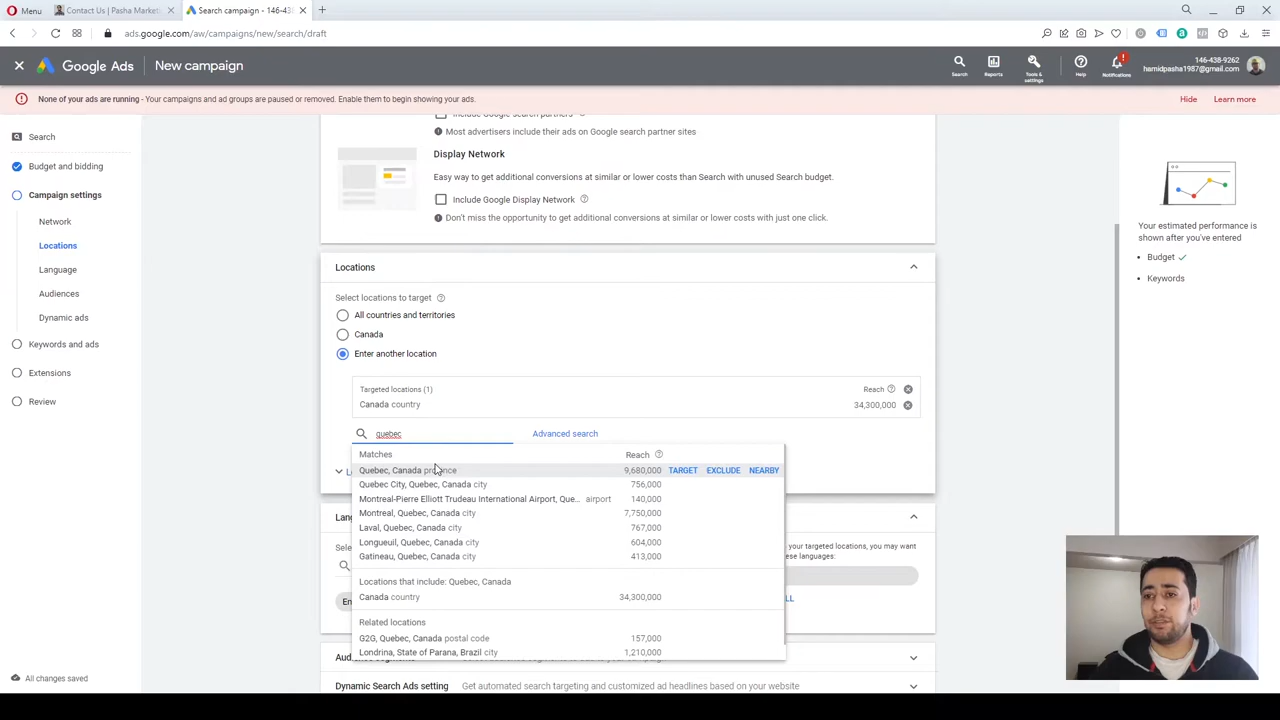 Menu
Contact Us | Pasha Market
Search campaign - 146-438
ads.google.com/aw/campaigns/new/search/draft
Google Ads
New campaign
Search
Reports
Tools & settings
Help
Notifications
146-438-9262
hamidpasha1987@gmail.com
None of your ads are running - Your campaigns and ad groups are paused or removed. Enable them to begin showing your ads.
Hide
Learn more
Search
Budget and bidding
Campaign settings
Network
Locations
Language
Audiences
Dynamic ads
Keywords and ads
Extensions
Review
All changes saved
Include Google search partners
Most advertisers include their ads on Google search partner sites
Display Network
Easy way to get additional conversions at similar or lower costs than Search with unused Search budget.
Include Google Display Network
Don't miss the opportunity to get additional conversions at similar or lower costs with just one click.
Locations
Select locations to target
All countries and territories
Canada
Enter another location
Targeted locations (1) Reach
Canada country 34,300,000
quebec
Advanced search
Matches Reach
Quebec, Canada province 9,680,000 TARGET EXCLUDE NEARBY
Quebec City, Quebec, Canada city 756,000
Montreal-Pierre Elliott Trudeau International Airport, Que... airport 140,000
Montreal, Quebec, Canada city 7,750,000
Laval, Quebec, Canada city 767,000
Longueuil, Quebec, Canada city 604,000
Gatineau, Quebec, Canada city 413,000
Locations that include: Quebec, Canada
Canada country 34,300,000
Related locations
G2G, Quebec, Canada postal code 157,000
Londrina, State of Parana, Brazil city 1,210,000
your targeted locations, you may want
these languages:
Dynamic Search Ads setting Get automated search targeting and customized ad headlines based on your website
Your estimated performance is
shown after you've entered
Budget
Keywords